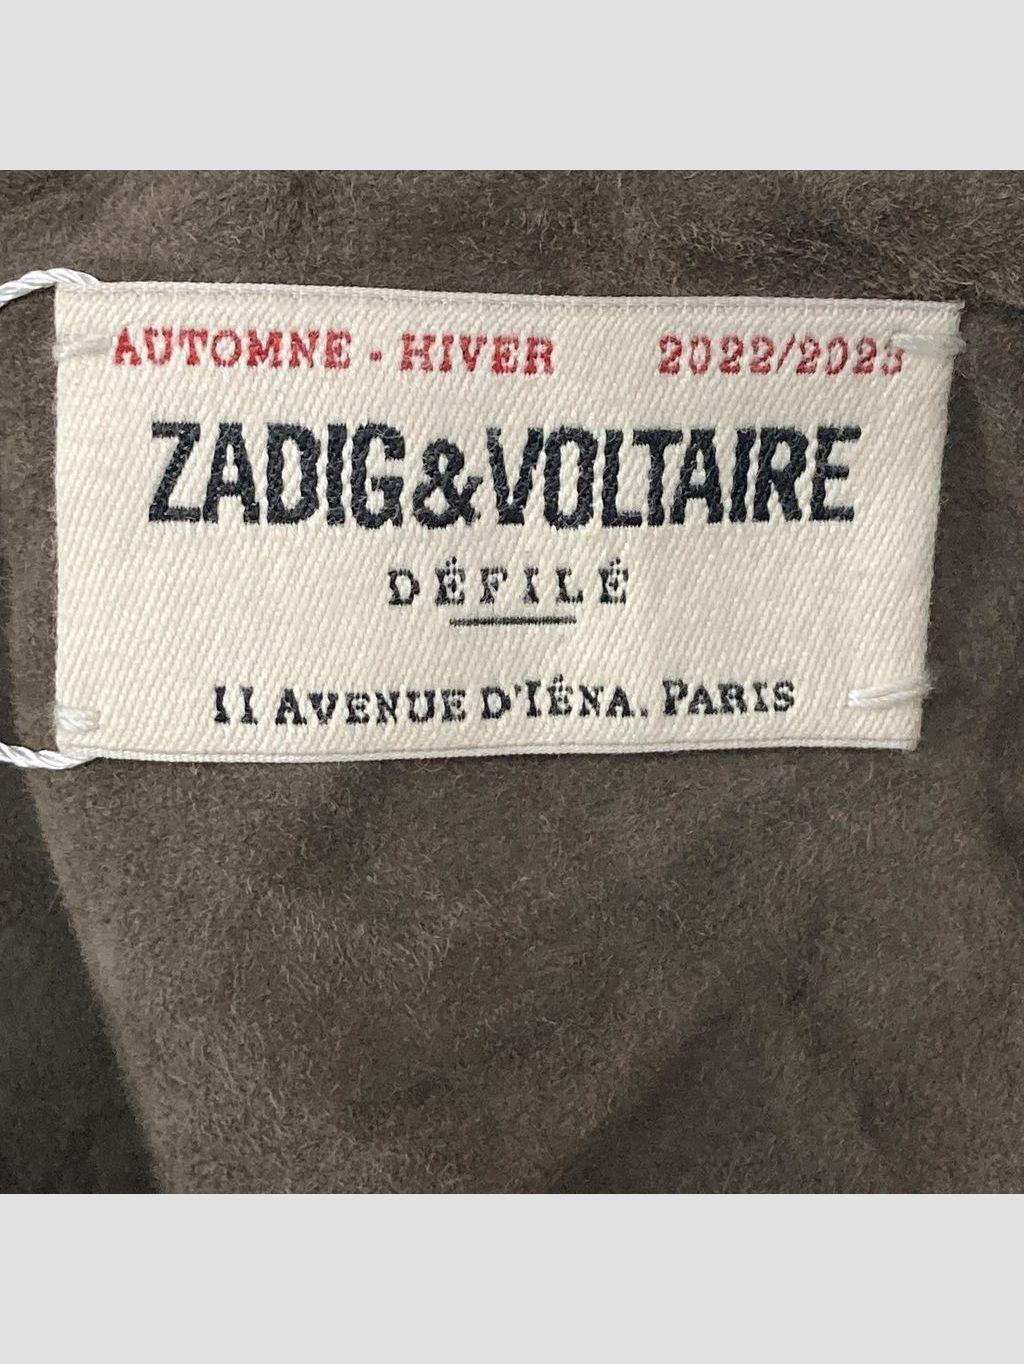 AUTOMNE - HIVER 2022/2023
ZADIG&VOLTAIRE
DÉFILÉ
11 AVENUE D'IÉNA. PARIS